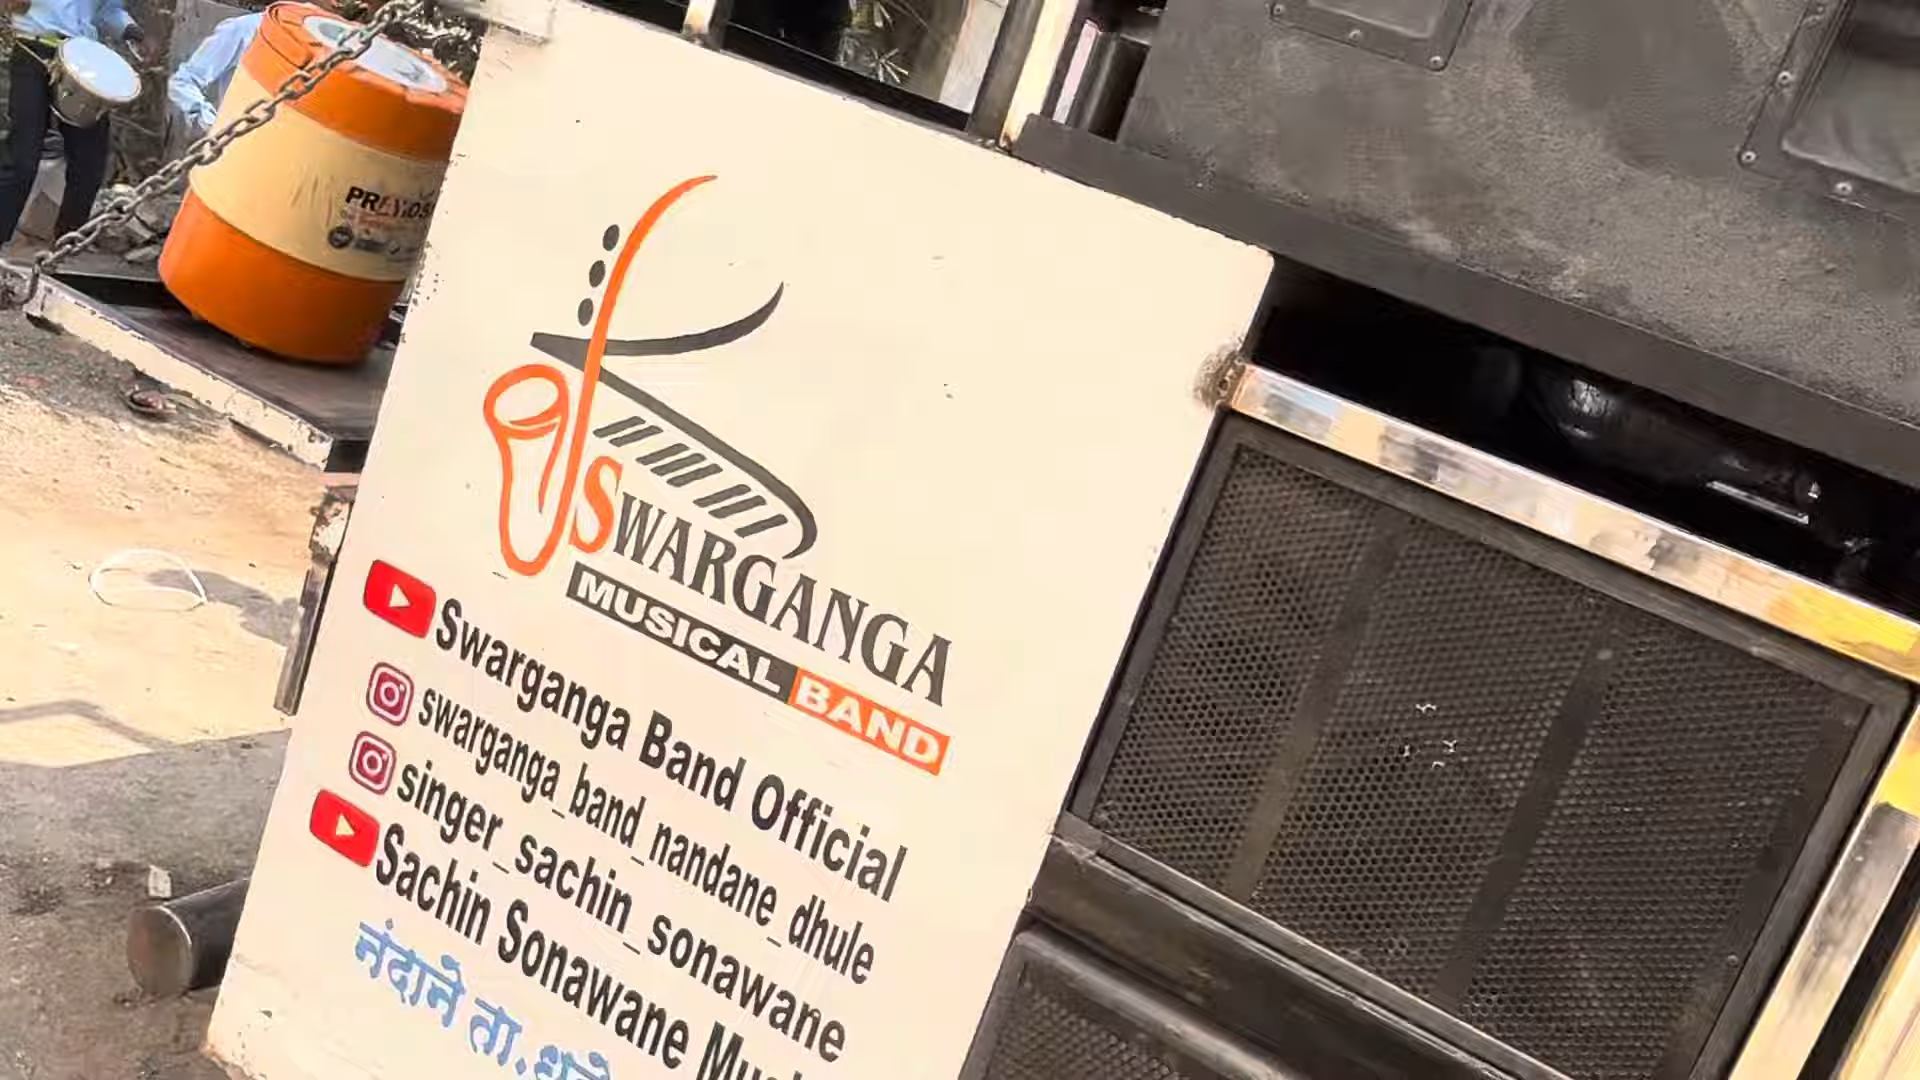 SWARGANGA
MUSICAL BAND
Swarganga Band Official
swarganga_band_nandane_dhule
singer_sachin_sonawane
Sachin Sonawane
नंदाने ता.